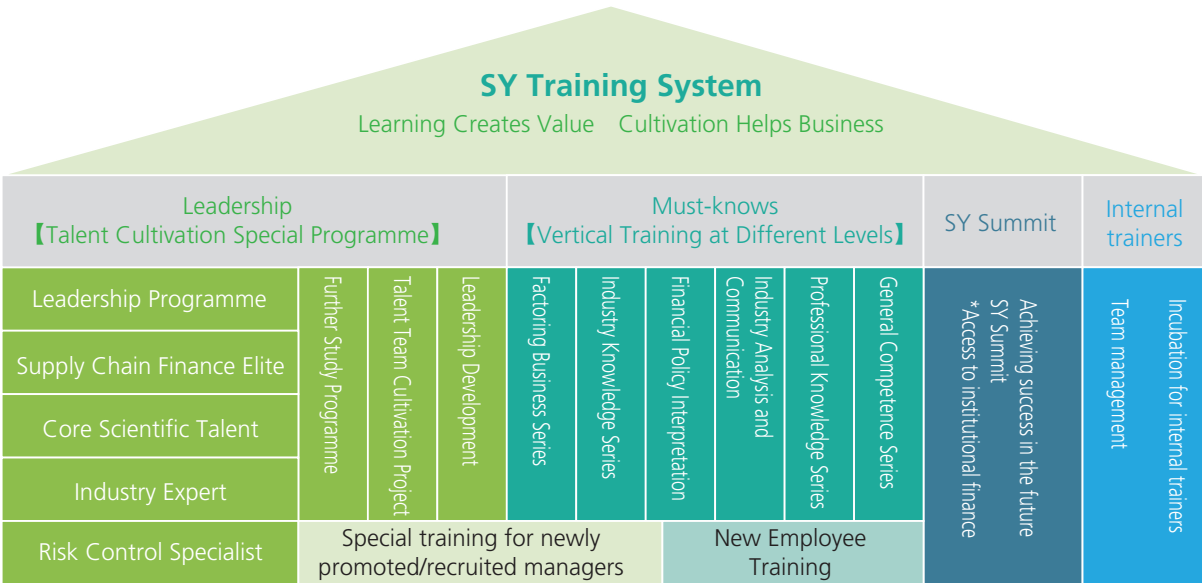 SY Training System
Learning Creates Value Cultivation Helps Business
Leadership
【Talent Cultivation Special Programme】
Must-knows
【Vertical Training at Different Levels】
SY Summit
Internal
trainers
Leadership Programme
Supply Chain Finance Elite
Core Scientific Talent
Industry Expert
Risk Control Specialist
Further Study Programme
Talent Team Cultivation Project
Leadership Development
Factoring Business Series
Industry Knowledge Series
Financial Policy Interpretation
Industry Analysis and
Communication
Professional Knowledge Series
General Competence Series
Special training for newly
promoted/recruited managers
New Employee
Training
Achieving success in the future
SY Summit
*Access to institutional finance
Incubation for internal trainers
Team management